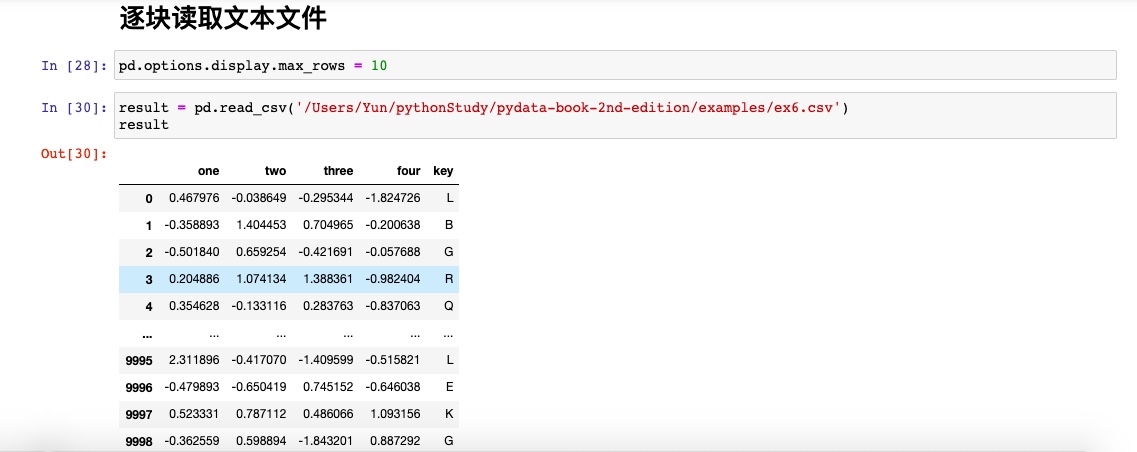 逐块读取文本文件
In [28]: pd.options.display.max_rows = 10
In [30]: result = pd.read_csv('/Users/Yun/pythonStudy/pydata-book-2nd-edition/examples/ex6.csv')
result
Out[30]:
one two three four key
0 0.467976 -0.038649 -0.295344 -1.824726 L
1 -0.358893 1.404453 0.704965 -0.200638 B
2 -0.501840 0.659254 -0.421691 -0.057688 G
3 0.204886 1.074134 1.388361 -0.982404 R
4 0.354628 -0.133116 0.283763 -0.837063 Q
... ... ... ... ... ...
9995 2.311896 -0.417070 -1.409599 -0.515821 L
9996 -0.479893 -0.650419 0.745152 -0.646038 E
9997 0.523331 0.787112 0.486066 1.093156 K
9998 -0.362559 0.598894 -1.843201 0.887292 G